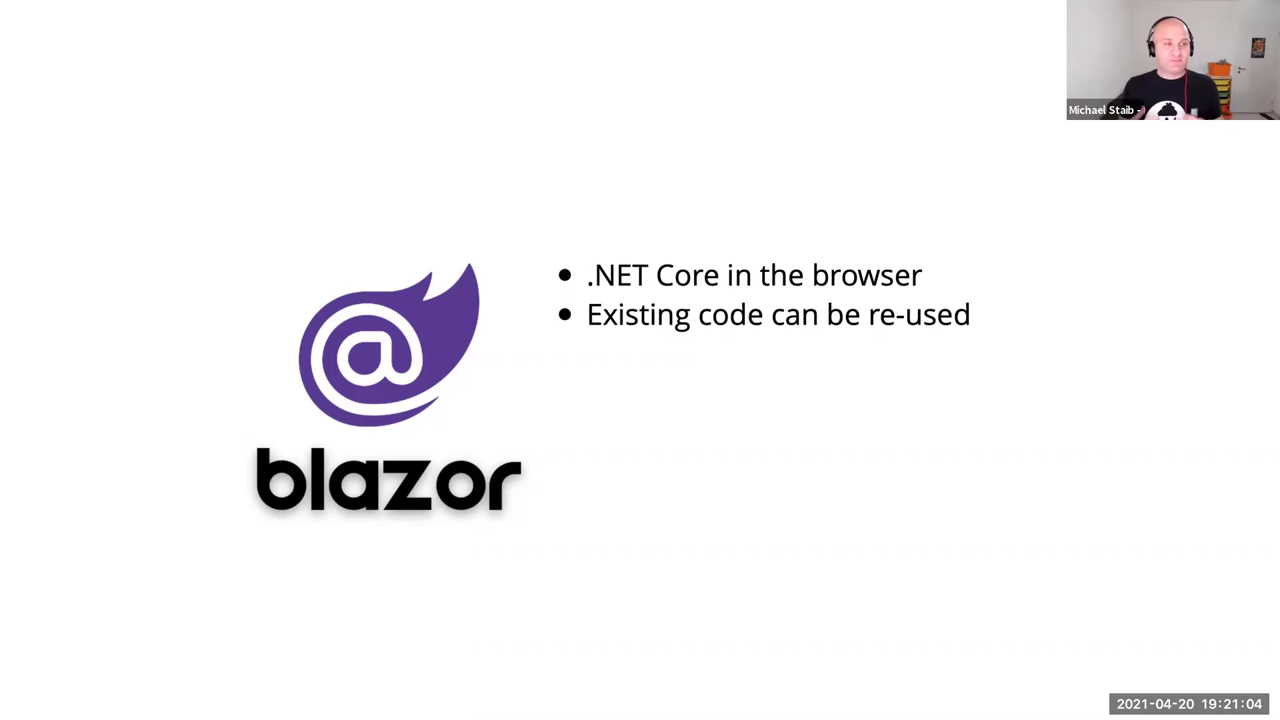 Michael Staib -
• .NET Core in the browser
• Existing code can be re-used
@
blazor
2021-04-20 19:21:04